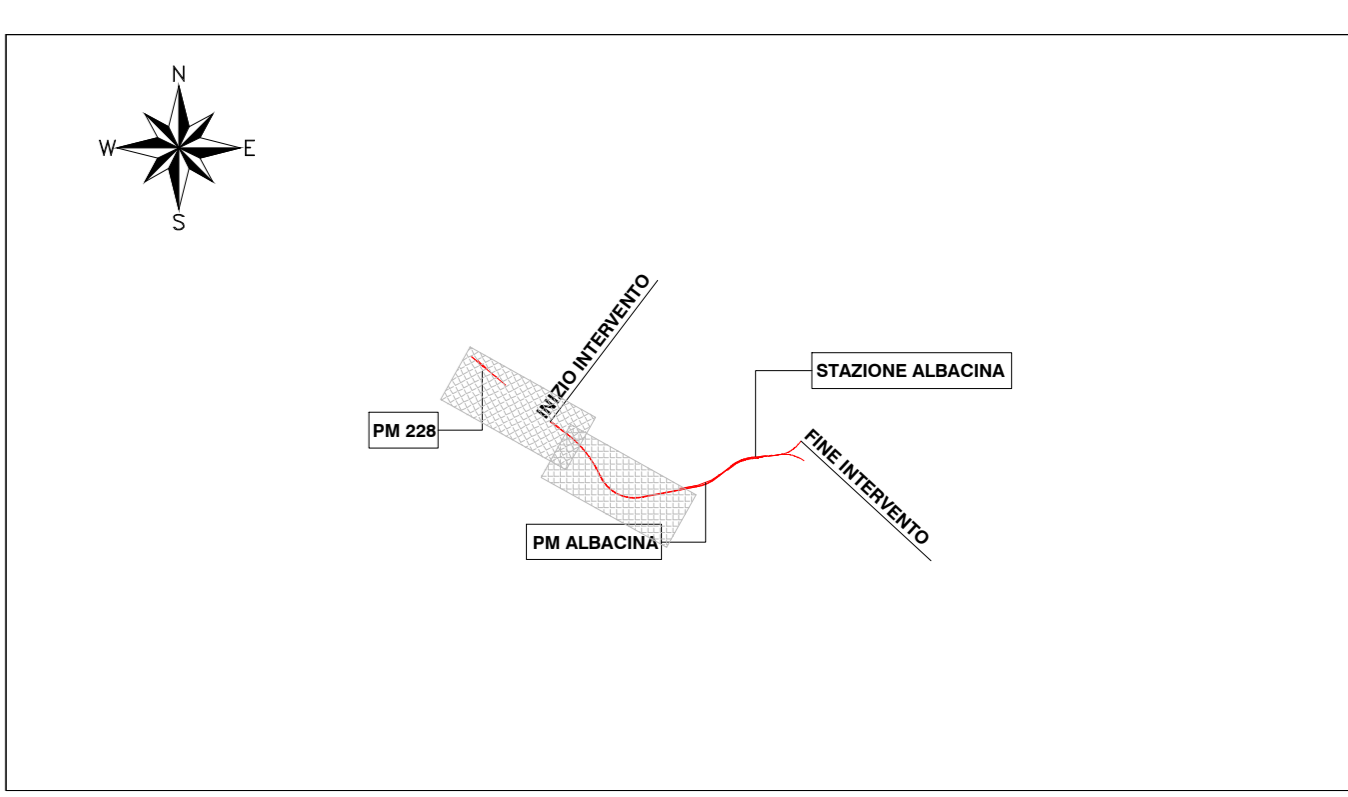 N
W
E
S
INIZIO INTERVENTO
STAZIONE ALBACINA
PM 228
FINE INTERVENTO
PM ALBACINA